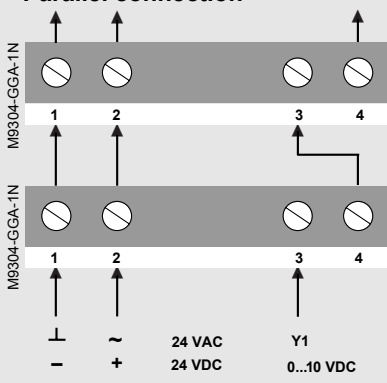 Parallel connection
M9304-GGA-1N
1 2 3 4
M9304-GGA-1N
1 2 3 4
⊥ ~ 24 VAC Y1
− + 24 VDC 0...10 VDC